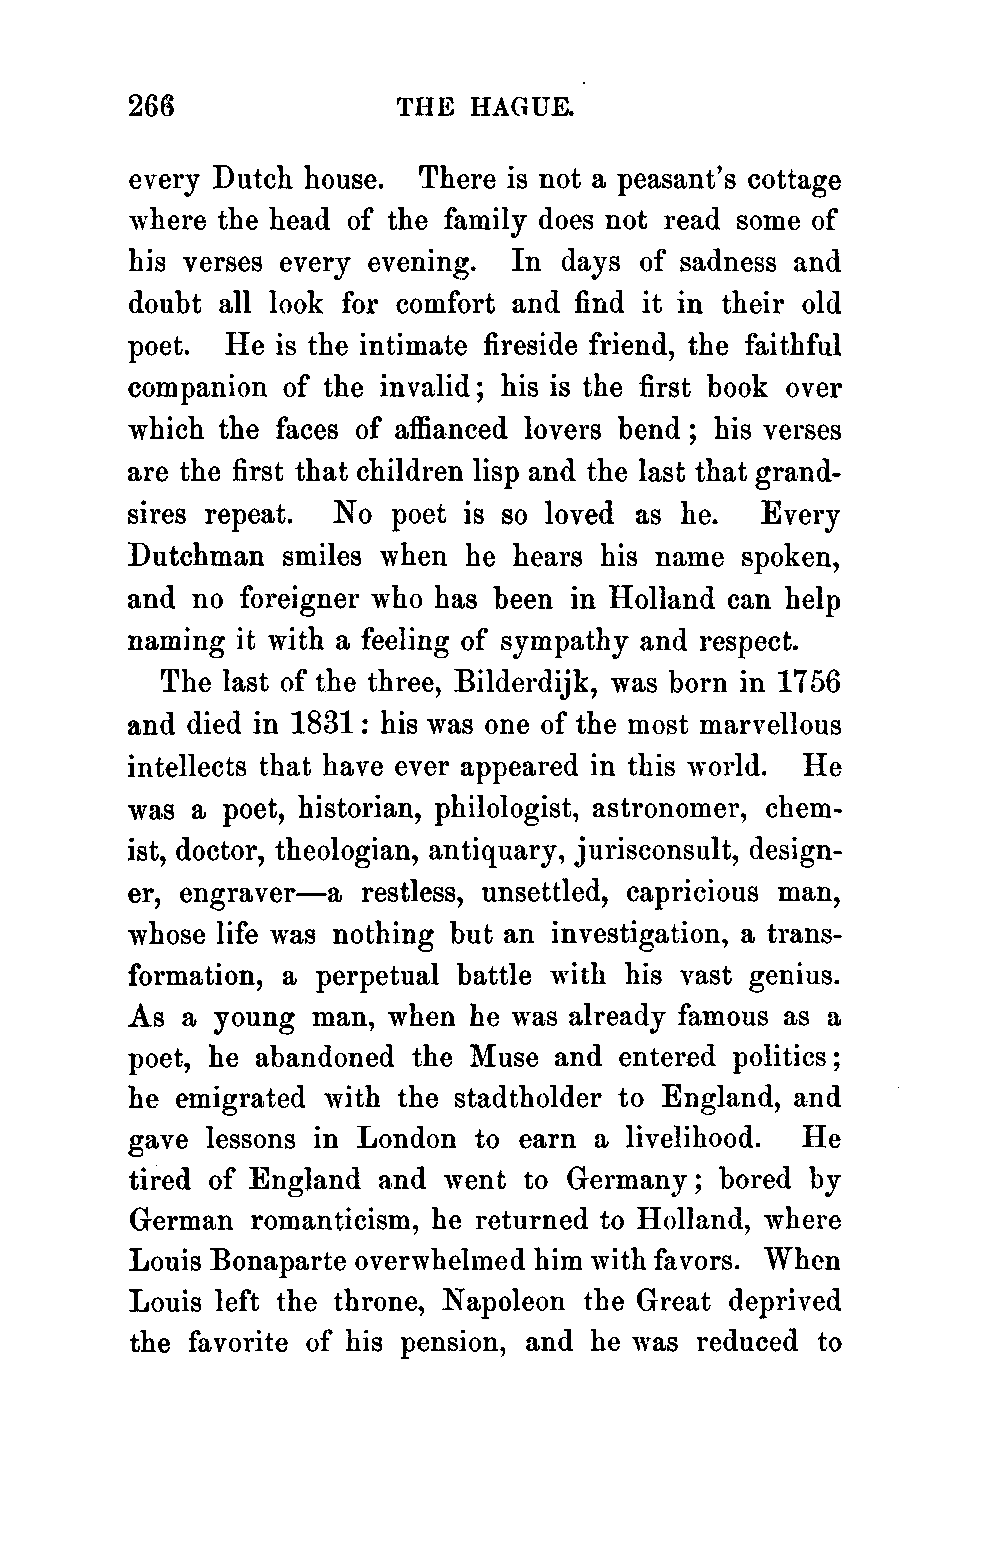 266 THE HAGUE.
every Dutch house. There is not a peasant's cottage
where the head of the family does not read some of
his verses every evening. In days of sadness and
doubt all look for comfort and find it in their old
poet. He is the intimate fireside friend, the faithful
companion of the invalid; his is the first book over
which the faces of affianced lovers bend; his verses
are the first that children lisp and the last that grand-
sires repeat. No poet is so loved as he. Every
Dutchman smiles when he hears his name spoken,
and no foreigner who has been in Holland can help
naming it with a feeling of sympathy and respect.
The last of the three, Bilderdijk, was born in 1756
and died in 1831: his was one of the most marvellous
intellects that have ever appeared in this world. He
was a poet, historian, philologist, astronomer, chem-
ist, doctor, theologian, antiquary, jurisconsult, design-
er, engraver—a restless, unsettled, capricious man,
whose life was nothing but an investigation, a trans-
formation, a perpetual battle with his vast genius.
As a young man, when he was already famous as a
poet, he abandoned the Muse and entered politics;
he emigrated with the stadtholder to England, and
gave lessons in London to earn a livelihood. He
tired of England and went to Germany; bored by
German romanticism, he returned to Holland, where
Louis Bonaparte overwhelmed him with favors. When
Louis left the throne, Napoleon the Great deprived
the favorite of his pension, and he was reduced to